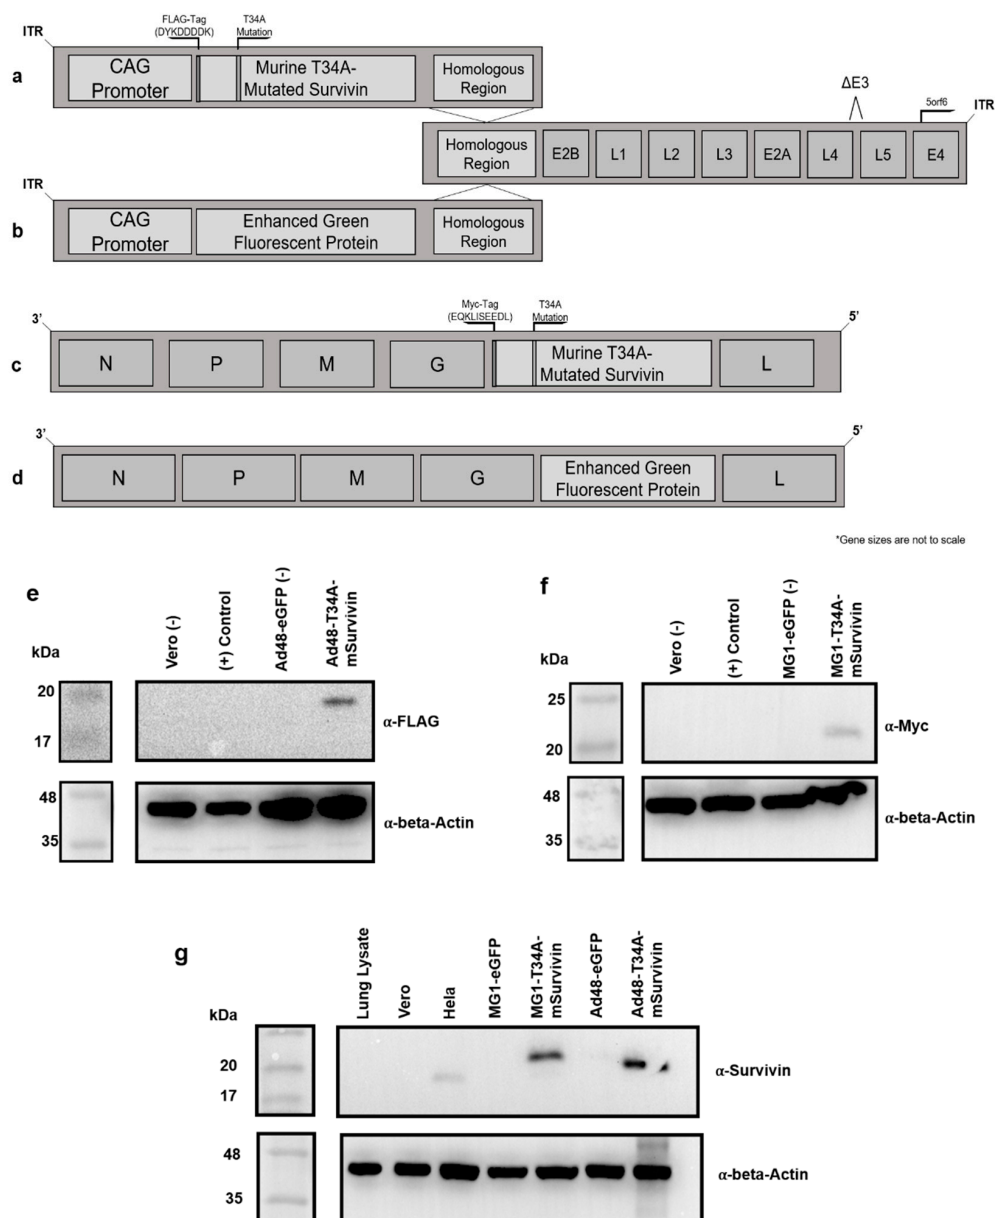 FLAG-Tag
(DYKDDDDK)
T34A
Mutation
ITR
a
CAG
Promoter
Murine T34A-
Mutated Survivin
Homologous
Region
ΔE3
5orf6
ITR
Homologous
Region
E2B
L1
L2
L3
E2A
L4
L5
E4
ITR
b
CAG
Promoter
Enhanced Green
Fluorescent Protein
Homologous
Region
Myc-Tag
(EQKLISEEDL)
T34A
Mutation
3’
5’
c
N
P
M
G
Murine T34A-
Mutated Survivin
L
3’
5’
d
N
P
M
G
Enhanced Green
Fluorescent Protein
L
*Gene sizes are not to scale
e
kDa
Vero (-)
(+) Control
Ad48-eGFP (-)
Ad48-T34A-
mSurvivin
20
17
α-FLAG
48
35
α-beta-Actin
f
kDa
Vero (-)
(+) Control
MG1-eGFP (-)
MG1-T34A-
mSurvivin
25
20
α-Myc
48
35
α-beta-Actin
g
kDa
Lung Lysate
Vero
Hela
MG1-eGFP
MG1-T34A-
mSurvivin
Ad48-eGFP
Ad48-T34A-
mSurvivin
20
17
α-Survivin
48
35
α-beta-Actin